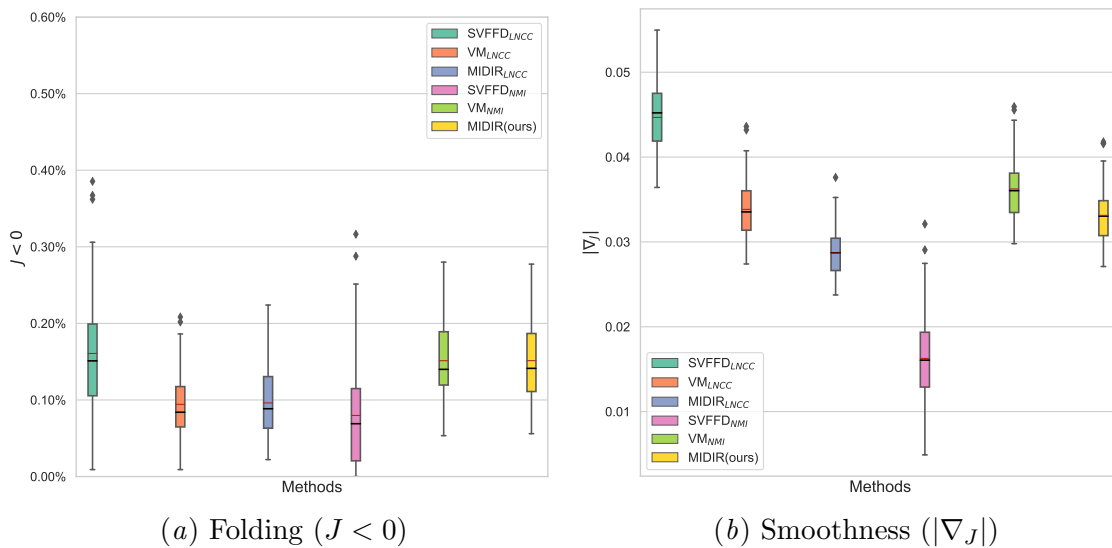 0.60%
0.50%
0.40%
0.30%
0.20%
0.10%
0.00%
J < 0
SVFFD_LNCC
VM_LNCC
MIDIR_LNCC
SVFFD_NMI
VM_NMI
MIDIR(ours)
Methods
(a) Folding (J < 0)
0.05
0.04
0.03
0.02
0.01
|∇_J|
SVFFD_LNCC
VM_LNCC
MIDIR_LNCC
SVFFD_NMI
VM_NMI
MIDIR(ours)
Methods
(b) Smoothness (|∇_J|)